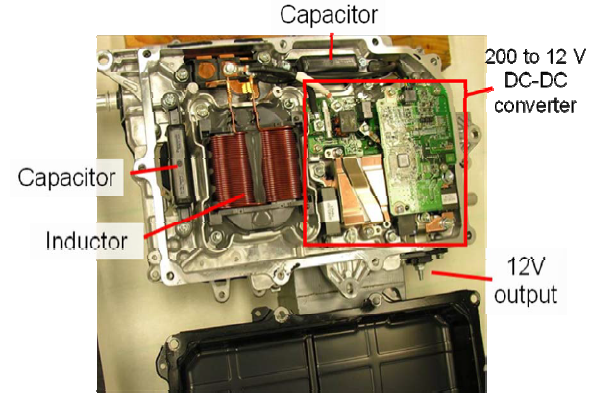 Capacitor
200 to 12 V
DC-DC
converter
Capacitor
Inductor
12V
output